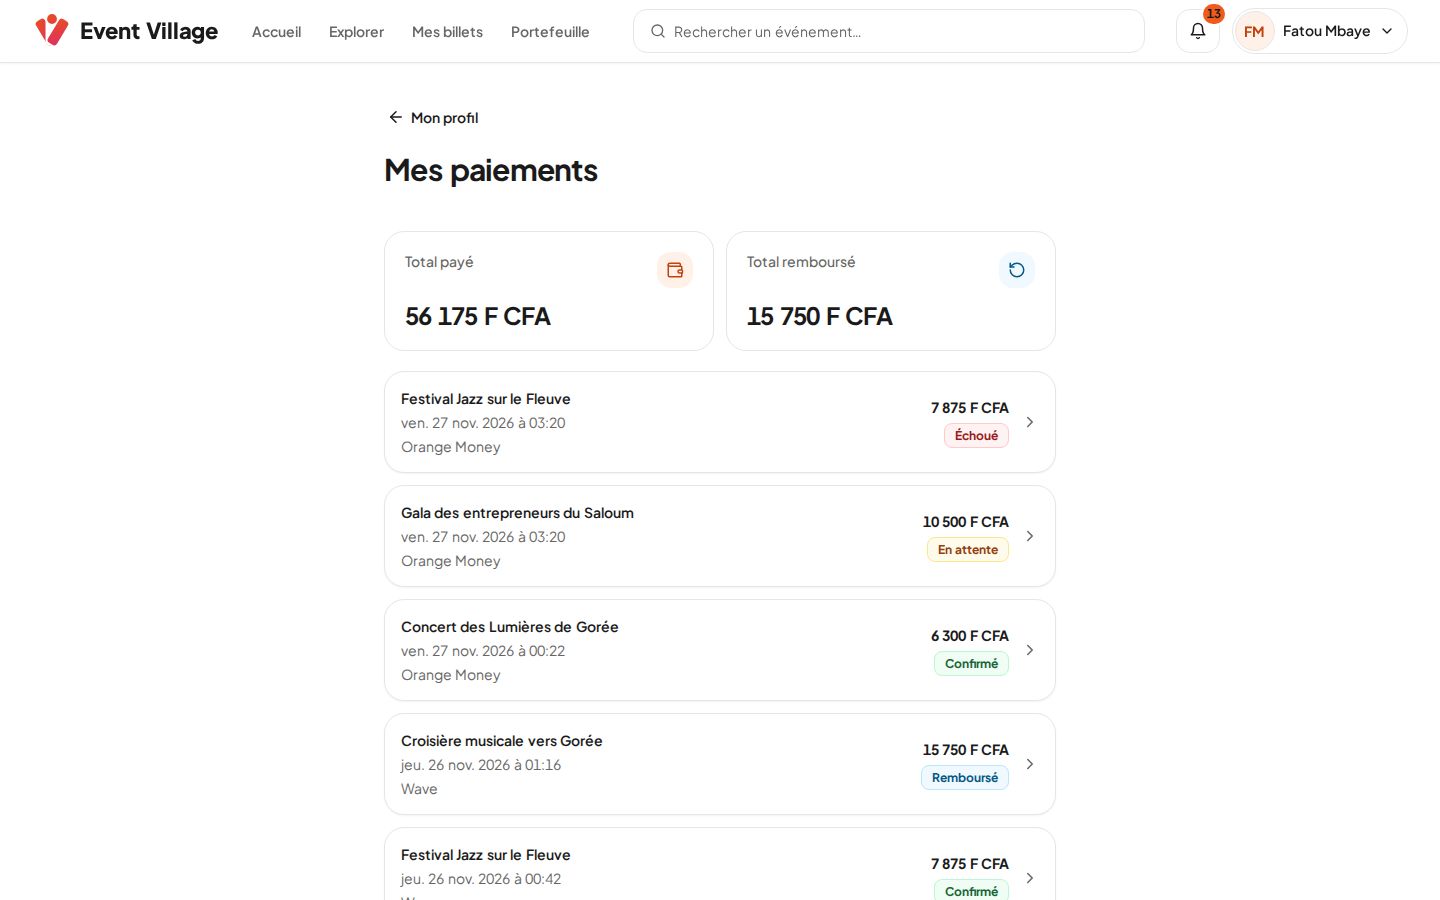 Event Village
Accueil
Explorer
Mes billets
Portefeuille
Rechercher un événement…
13
FM
Fatou Mbaye
Mon profil
Mes paiements
Total payé
56 175 F CFA
Total remboursé
15 750 F CFA
Festival Jazz sur le Fleuve
ven. 27 nov. 2026 à 03:20
Orange Money
7 875 F CFA
Échoué
Gala des entrepreneurs du Saloum
ven. 27 nov. 2026 à 03:20
Orange Money
10 500 F CFA
En attente
Concert des Lumières de Gorée
ven. 27 nov. 2026 à 00:22
Orange Money
6 300 F CFA
Confirmé
Croisière musicale vers Gorée
jeu. 26 nov. 2026 à 01:16
Wave
15 750 F CFA
Remboursé
Festival Jazz sur le Fleuve
jeu. 26 nov. 2026 à 00:42
7 875 F CFA
Confirmé